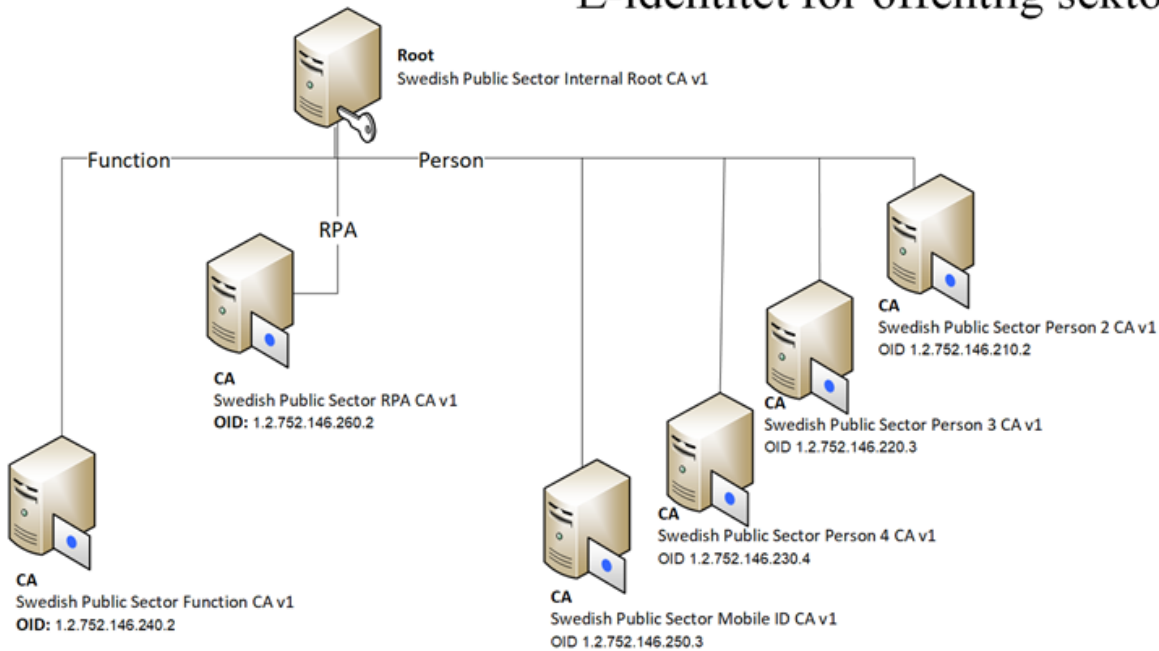 E-identitet för offentlig
Root
Swedish Public Sector Internal Root CA v1
Function
Person
RPA
CA
Swedish Public Sector Person 2 CA v1
OID 1.2.752.146.210.2
CA
Swedish Public Sector RPA CA v1
OID: 1.2.752.146.260.2
CA
Swedish Public Sector Person 3 CA v1
OID 1.2.752.146.220.3
CA
Swedish Public Sector Person 4 CA v1
OID 1.2.752.146.230.4
CA
Swedish Public Sector Function CA v1
OID: 1.2.752.146.240.2
CA
Swedish Public Sector Mobile ID CA v1
OID 1.2.752.146.250.3